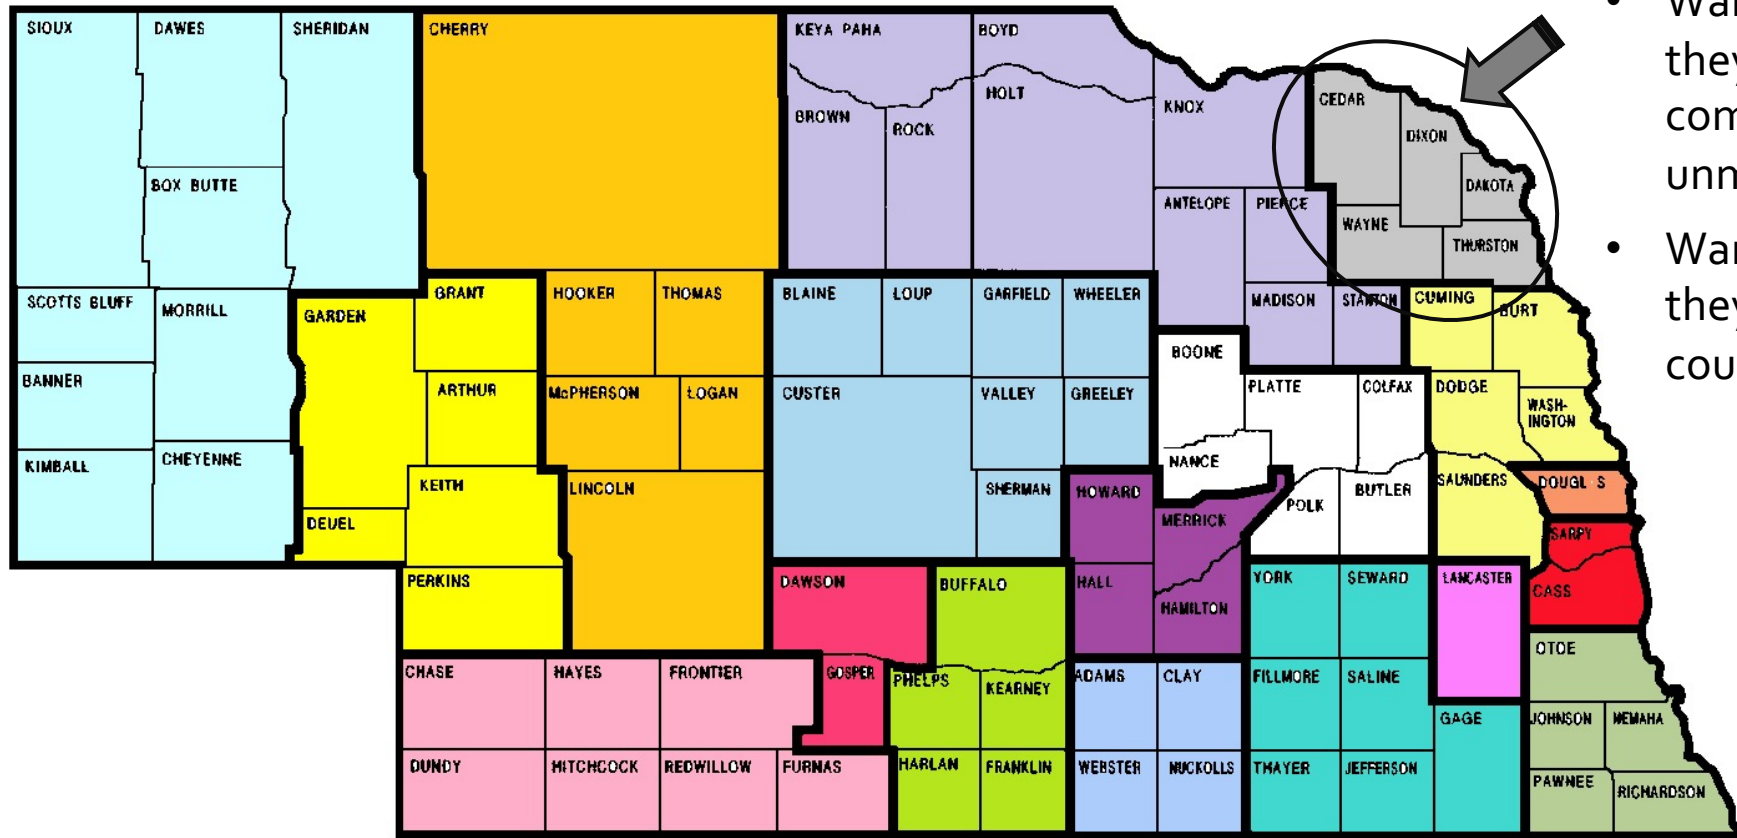 SIOUX
DAWES
SHERIDAN
CHERRY
KEYA PAHA
BOYD
BROWN
ROCK
HOLT
KNOX
CEDAR
DIXON
DAKOTA
BOX BUTTE
ANTELOPE
PIERCE
WAYNE
THURSTON
SCOTTS BLUFF
MORRILL
GARDEN
GRANT
HOOKER
THOMAS
BLAINE
LOUP
GARFIELD
WHEELER
MADISON
STANTON
CUMING
BURT
BOONE
BANNER
ARTHUR
McPHERSON
LOGAN
CUSTER
VALLEY
GREELEY
PLATTE
COLFAX
DODGE
WASH-
INGTON
KIMBALL
CHEYENNE
KEITH
LINCOLN
SHERMAN
HOWARD
NANCE
MERRICK
POLK
BUTLER
SAUNDERS
DOUGL S
DEUEL
SARPY
PERKINS
DAWSON
BUFFALO
HALL
HAMILTON
YORK
SEWARD
LANCASTER
CASS
CHASE
HAYES
FRONTIER
GOSPER
PHELPS
KEARNEY
ADAMS
CLAY
FILLMORE
SALINE
OTOE
GAGE
JOHNSON
NEMAHA
DUNDY
HITCHCOCK
REDWILLOW
FURNAS
HARLAN
FRANKLIN
WEBSTER
NUCKOLLS
THAYER
JEFFERSON
PAWNEE
RICHARDSON
they
com
unm
• War
they
cou